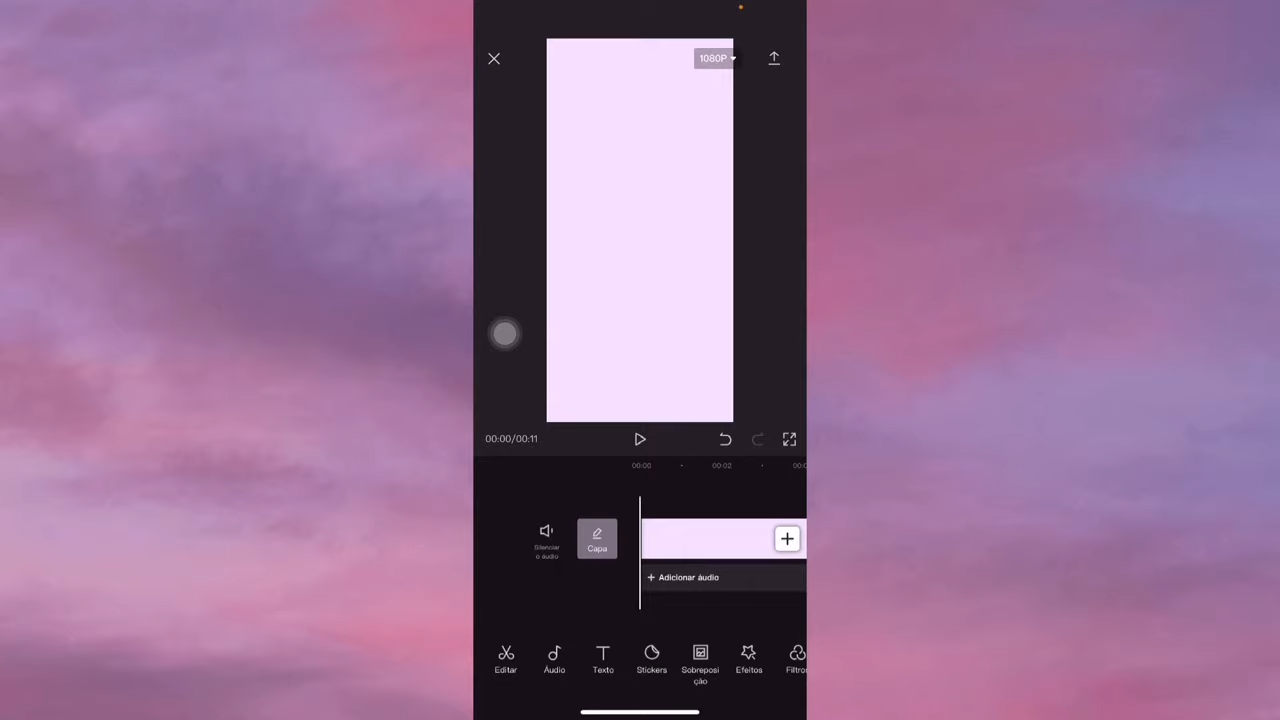 1080P
00:00/00:11
00:00
00:02
Silenciar
o áudio
Capa
Adicionar áudio
Editar
Áudio
Texto
Stickers
Sobreposi
ção
Efeitos